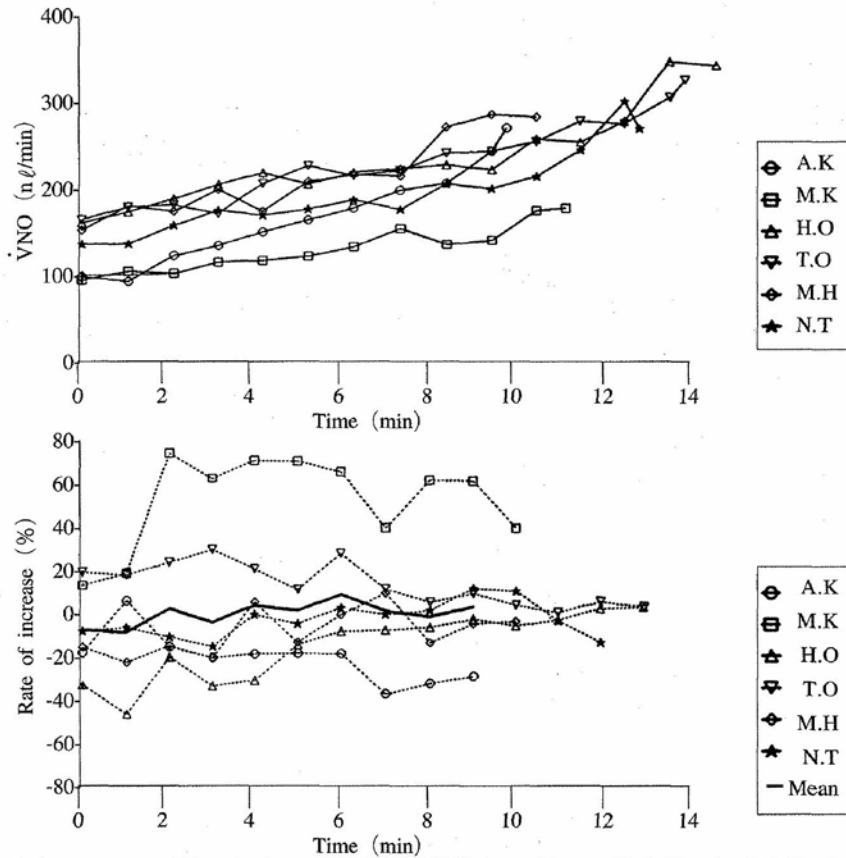 400
300
200
100
0
V̇NO (nℓ/min)
0 2 4 6 8 10 12 14
Time (min)
A.K
M.K
H.O
T.O
M.H
N.T
80
60
40
20
0
-20
-40
-60
-80
Rate of increase (%)
0 2 4 6 8 10 12 14
Time (min)
A.K
M.K
H.O
T.O
M.H
N.T
Mean